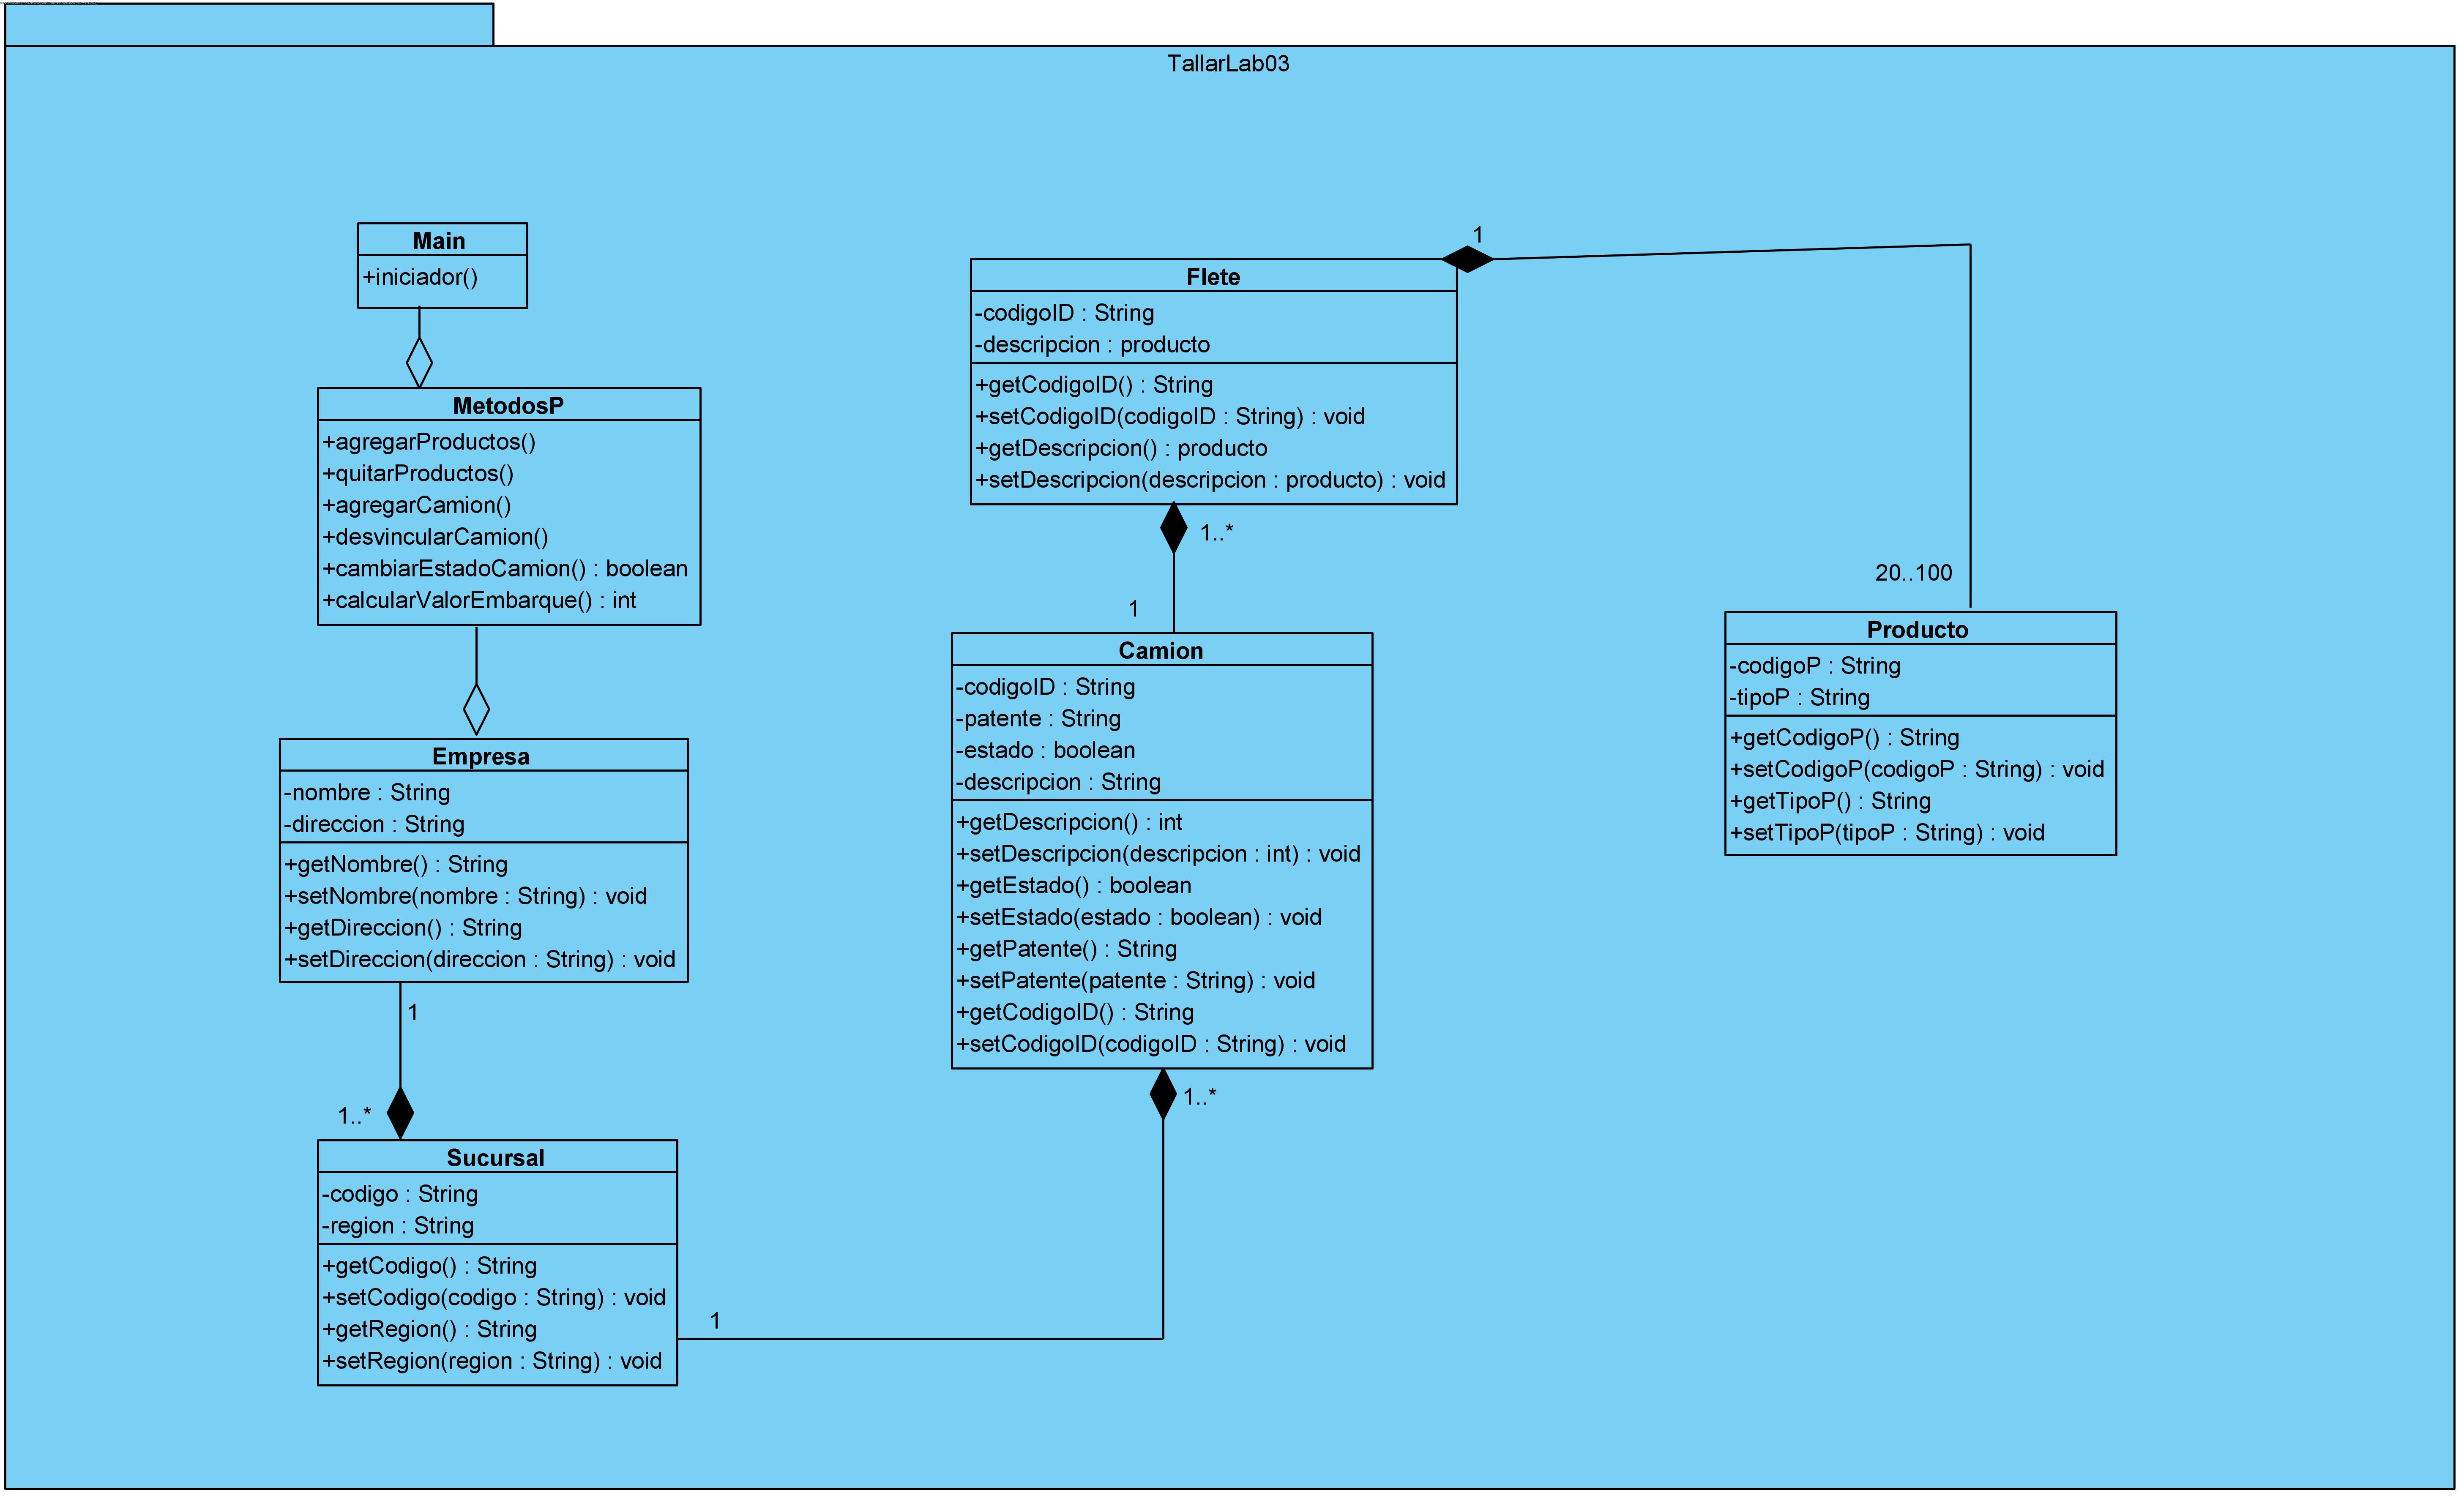 TallarLab03
Main
+iniciador()
MetodosP
+agregarProductos()
+quitarProductos()
+agregarCamion()
+desvincularCamion()
+cambiarEstadoCamion() : boolean
+calcularValorEmbarque() : int
Empresa
-nombre : String
-direccion : String
+getNombre() : String
+setNombre(nombre : String) : void
+getDireccion() : String
+setDireccion(direccion : String) : void
1
1..*
Sucursal
-codigo : String
-region : String
+getCodigo() : String
+setCodigo(codigo : String) : void
+getRegion() : String
+setRegion(region : String) : void
1
1
Flete
-codigoID : String
-descripcion : producto
+getCodigoID() : String
+setCodigoID(codigoID : String) : void
+getDescripcion() : producto
+setDescripcion(descripcion : producto) : void
1..*
1
Camion
-codigoID : String
-patente : String
-estado : boolean
-descripcion : String
+getDescripcion() : int
+setDescripcion(descripcion : int) : void
+getEstado() : boolean
+setEstado(estado : boolean) : void
+getPatente() : String
+setPatente(patente : String) : void
+getCodigoID() : String
+setCodigoID(codigoID : String) : void
1..*
20..100
Producto
-codigoP : String
-tipoP : String
+getCodigoP() : String
+setCodigoP(codigoP : String) : void
+getTipoP() : String
+setTipoP(tipoP : String) : void